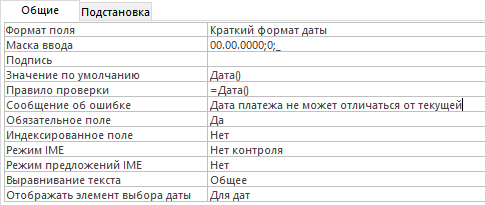 Общие Подстановка
Формат поля Краткий формат даты
Маска ввода 00.00.0000;0;_
Подпись
Значение по умолчанию Дата()
Правило проверки =Дата()
Сообщение об ошибке Дата платежа не может отличаться от текущей
Обязательное поле Да
Индексированное поле Нет
Режим IME Нет контроля
Режим предложений IME Нет
Выравнивание текста Общее
Отображать элемент выбора даты Для дат